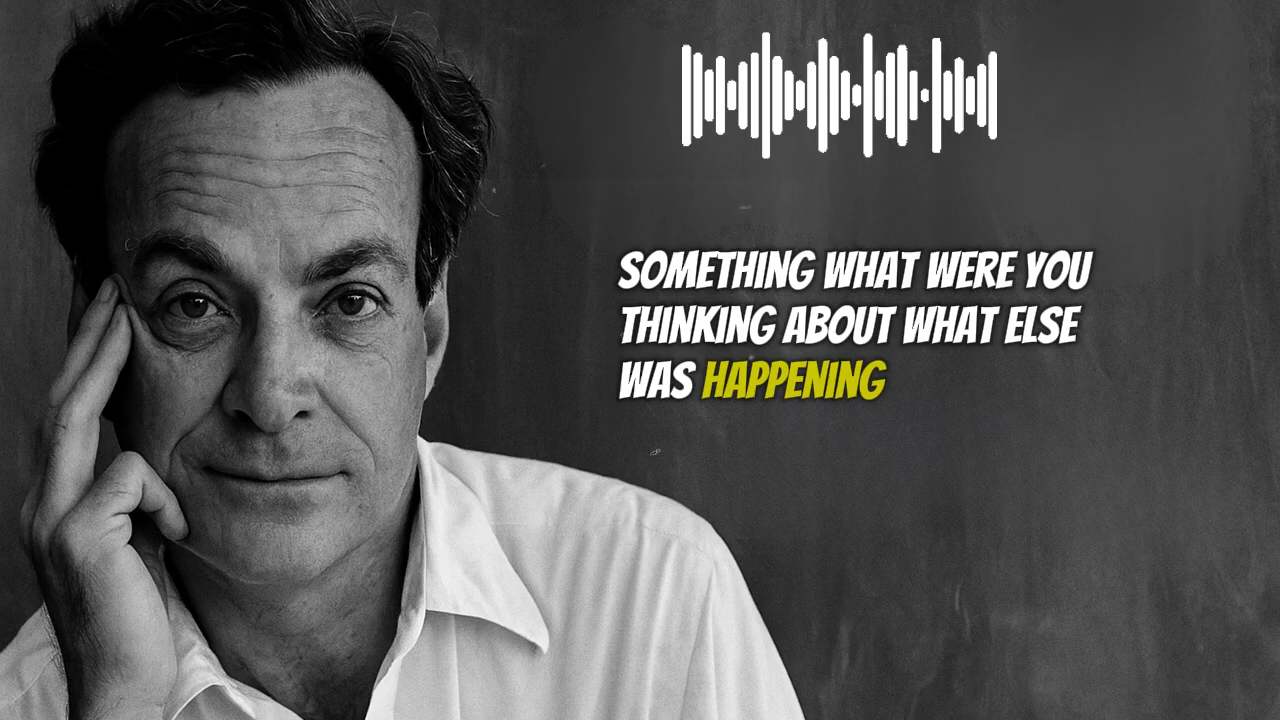 SOMETHING WHAT WERE YOU
THINKING ABOUT WHAT ELSE
WAS HAPPENING